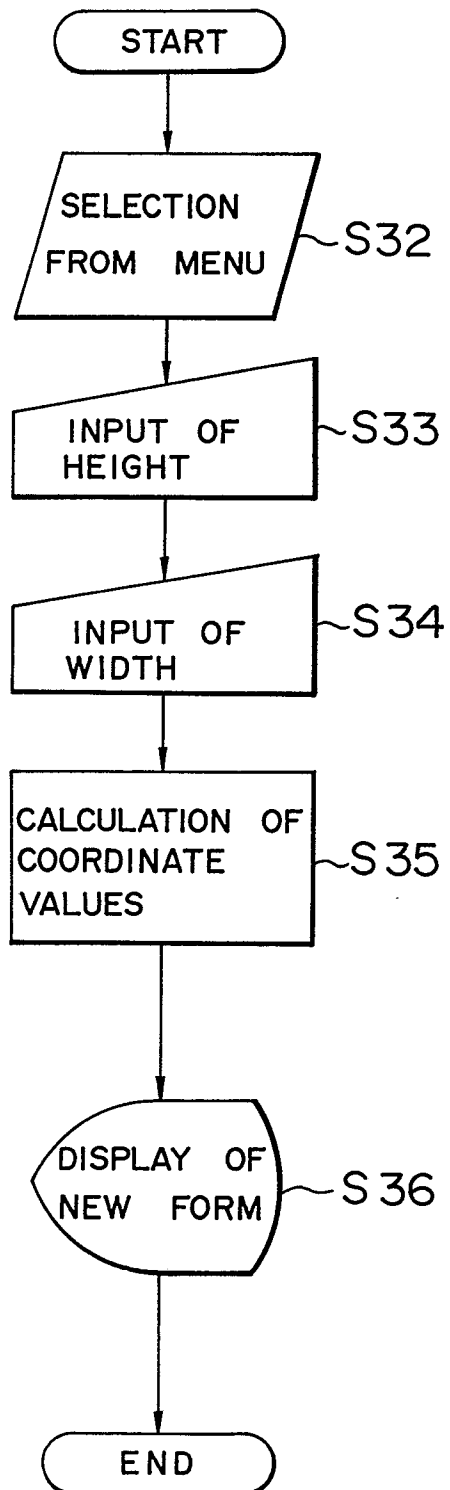 START
SELECTION
FROM MENU
S32
INPUT OF
HEIGHT
S33
INPUT OF
WIDTH
S34
CALCULATION OF
COORDINATE
VALUES
S35
DISPLAY OF
NEW FORM
S36
END